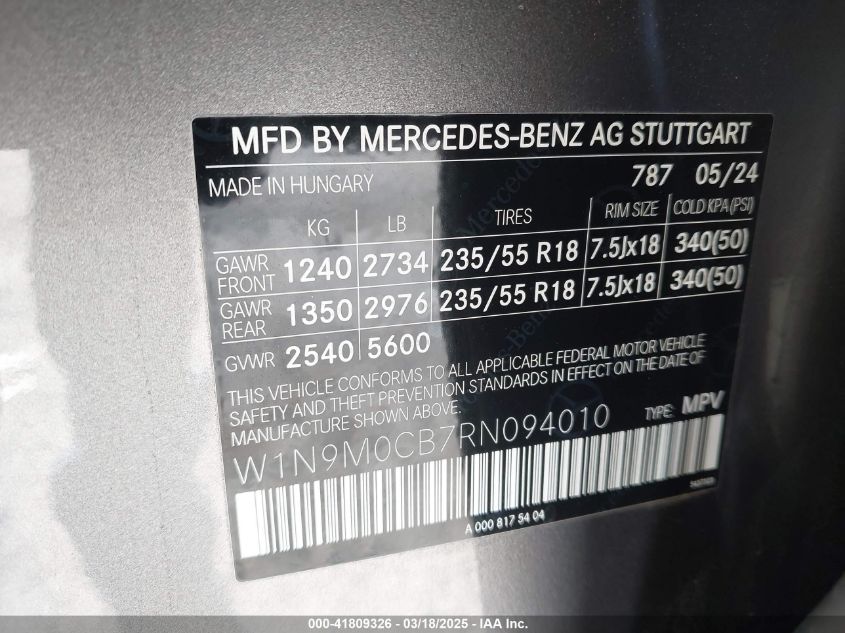 MFD BY MERCEDES-BENZ AG STUTTGART
MADE IN HUNGARY 787 05/24
KG LB TIRES RIM SIZE COLD KPA(PSI)
GAWR FRONT 1240 2734 235/55 R18 7.5Jx18 340(50)
GAWR REAR 1350 2976 235/55 R18 7.5Jx18 340(50)
GVWR 2540 5600
THIS VEHICLE CONFORMS TO ALL APPLICABLE FEDERAL MOTOR VEHICLE
SAFETY AND THEFT PREVENTION STANDARDS IN EFFECT ON THE DATE OF
MANUFACTURE SHOWN ABOVE.
W1N9M0CB7RN094010 TYPE: MPV
A 000 817 54 04
000-41809326 / 03/18/2025 - IAA Inc.